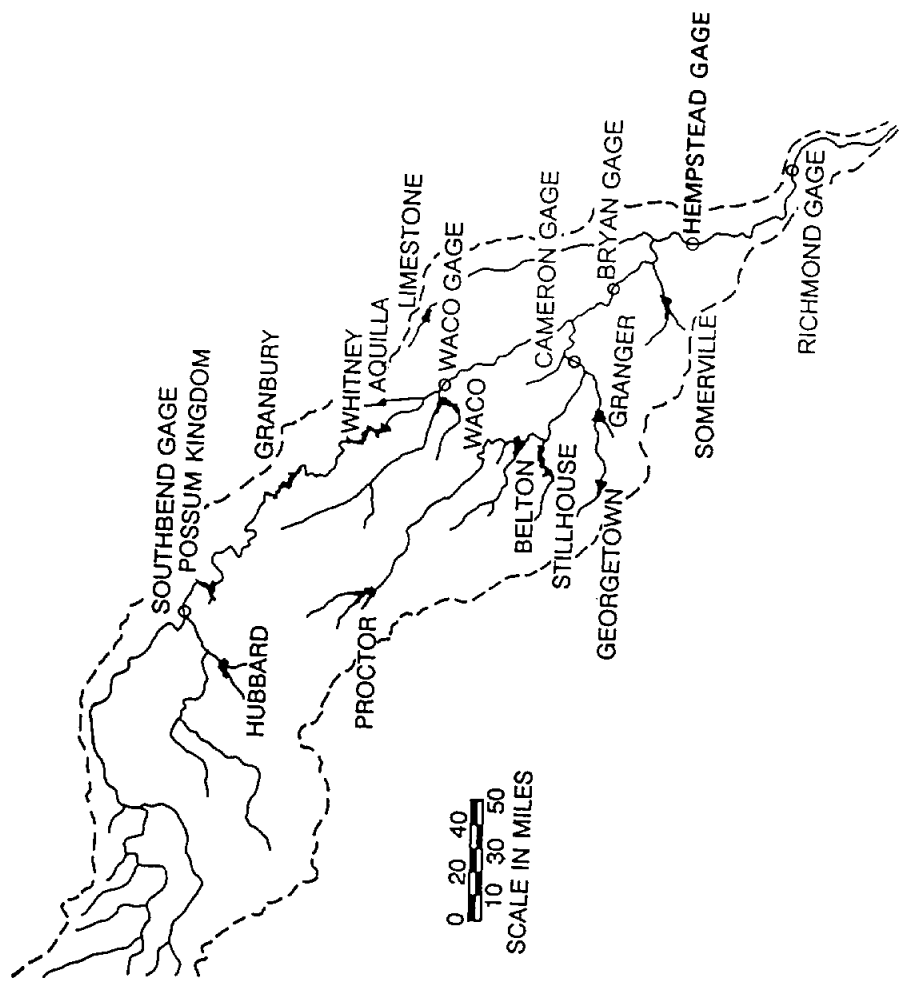 SOUTHBEND GAGE
POSSUM KINGDOM
GRANBURY
WHITNEY
AQUILLA
LIMESTONE
WACO GAGE
WACO
CAMERON GAGE
BRYAN GAGE
HEMPSTEAD GAGE
RICHMOND GAGE
SOMERVILLE
GRANGER
GEORGETOWN
STILLHOUSE
BELTON
PROCTOR
HUBBARD
0 20 40
10 30 50
SCALE IN MILES